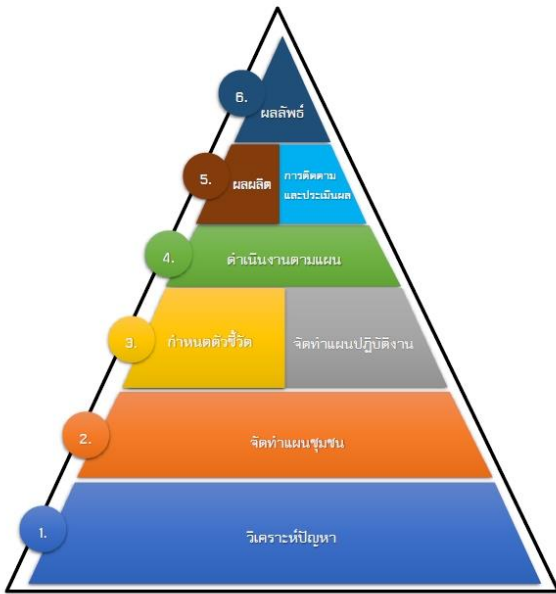 6.
ผลลัพธ์
5.
ผลผลิต
การติดตาม
และประเมินผล
4.
ดำเนินงานตามแผน
3.
กำหนดตัวชี้วัด
จัดทำแผนปฏิบัติงาน
2.
จัดทำแผนชุมชน
1.
วิเคราะห์ปัญหา